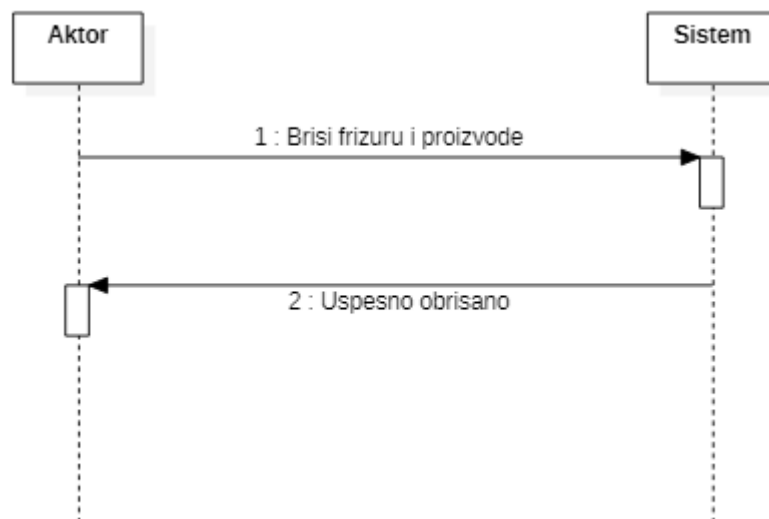 Aktor
Sistem
1 : Brisi frizuru i proizvode
2 : Uspesno obrisano